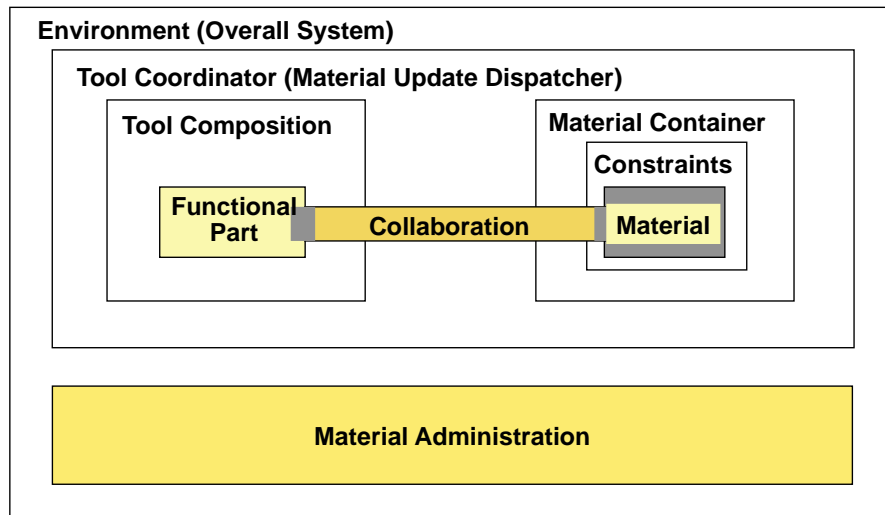 Environment (Overall System)
Tool Coordinator (Material Update Dispatcher)
Tool Composition
Material Container
Constraints
Functional
Part
Collaboration
Material
Material Administration